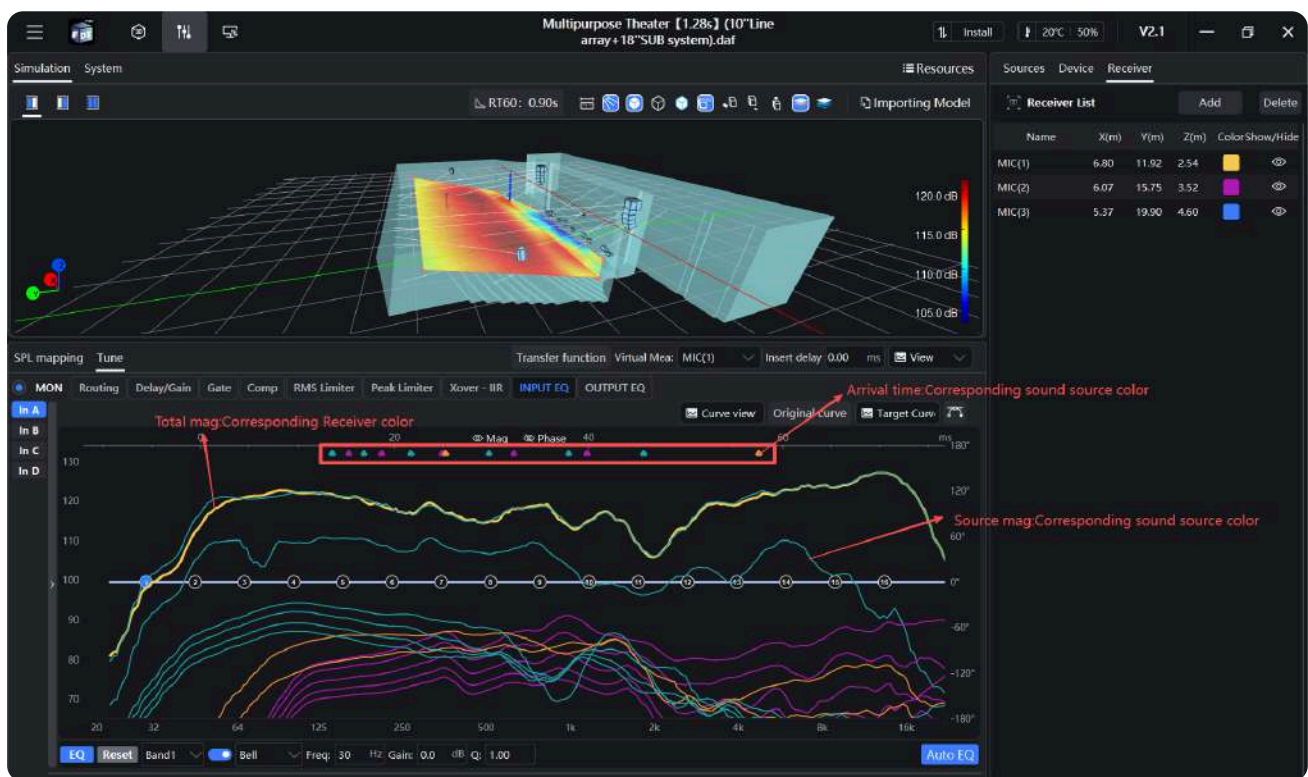 Multipurpose Theater【1.28s】(10''Line
array+18''SUB system).daf
Install
20℃ 50%
V2.1
Simulation System
Resources
Sources Device Receiver
RT60: 0.90s
Importing Model
Receiver List Add Delete
Name X(m) Y(m) Z(m) Color Show/Hide
MIC(1) 6.80 11.92 2.54
MIC(2) 6.07 15.75 3.52
MIC(3) 5.37 19.90 4.60
120.0 dB
115.0 dB
110.0 dB
105.0 dB
SPL mapping Tune
Transfer function Virtual Mea: MIC(1) Insert delay 0.00 ms View
MON Routing Delay/Gain Gate Comp RMS Limiter Peak Limiter Xover - IIR INPUT EQ OUTPUT EQ
Arrival time:Corresponding sound source color
In A
In B
In C
In D
Total mag:Corresponding Receiver color
Curve view Original curve Target Curv
0 20 Mag Phase 40 60 ms
180°
130
120 120°
Source mag:Corresponding sound source color
110 60°
100 1 2 3 4 5 6 7 8 9 10 11 12 13 14 15 16 0°
90 -60°
80 -120°
70 -180°
20 32 64 125 250 500 1k 2k 4k 8k 16k
EQ Reset Band1 Bell Freq: 30 Hz Gain: 0.0 dB Q: 1.00 Auto EQ